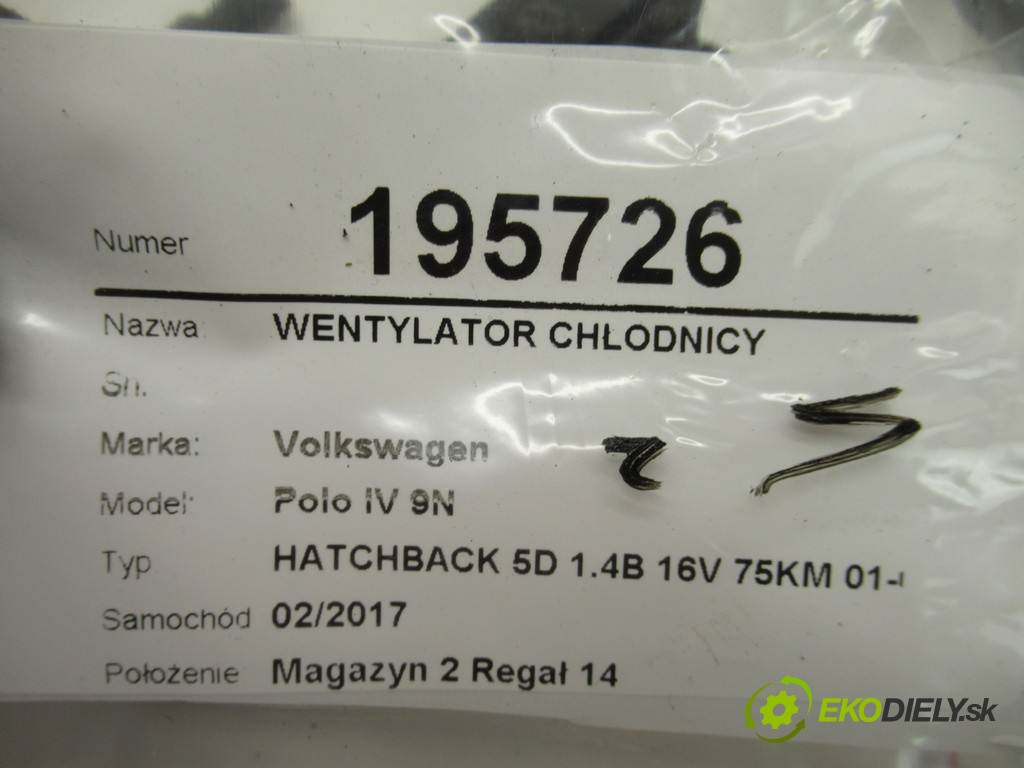 Numer 195726
Nazwa WENTYLATOR CHŁODNICY
Sn.
Marka: Volkswagen
Model: Polo IV 9N
Typ HATCHBACK 5D 1.4B 16V 75KM 01-
Samochód 02/2017
Położenie Magazyn 2 Regał 14
EKODIELY.sk